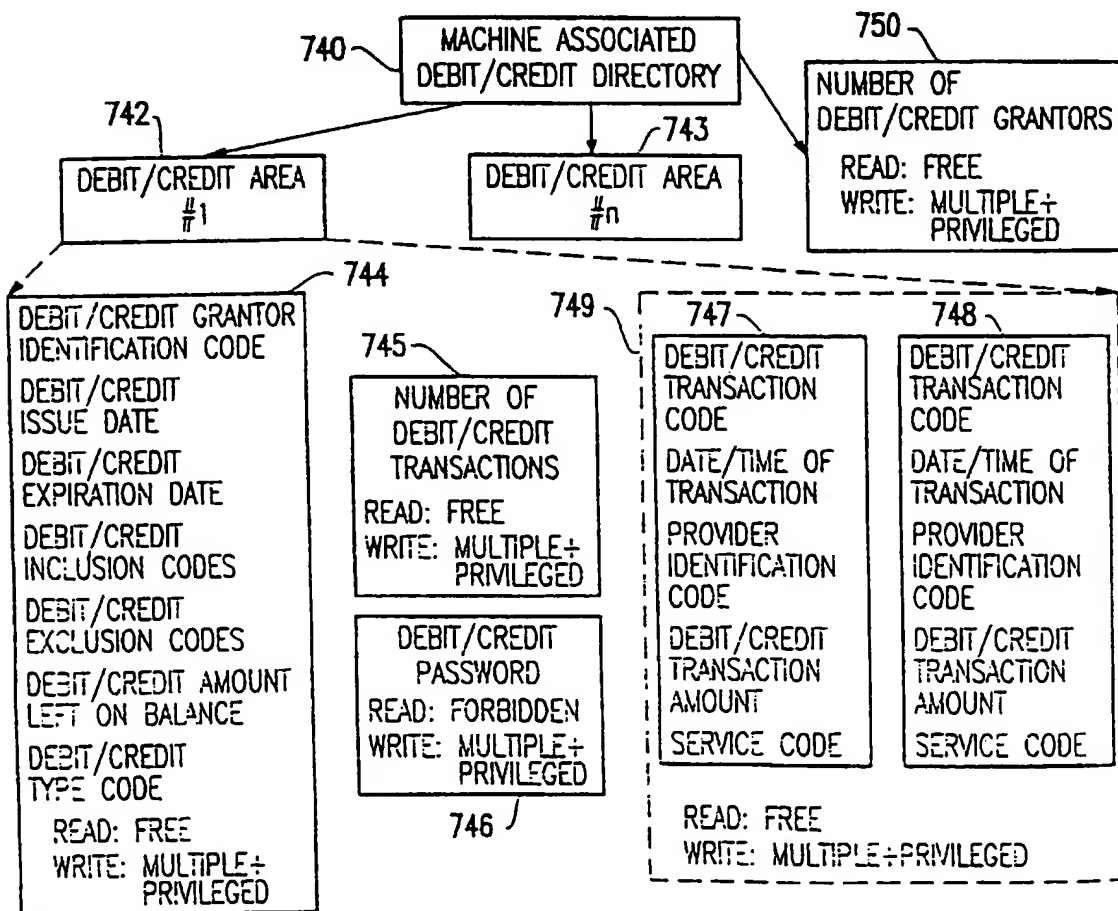 740
MACHINE ASSOCIATED
DEBIT/CREDIT DIRECTORY
750
NUMBER OF
DEBIT/CREDIT GRANTORS
READ: FREE
WRITE: MULTIPLE+
PRIVILEGED
742
DEBIT/CREDIT AREA
#1
743
DEBIT/CREDIT AREA
#n
744
DEBIT/CREDIT GRANTOR
IDENTIFICATION CODE
DEBIT/CREDIT
ISSUE DATE
DEBIT/CREDIT
EXPIRATION DATE
DEBIT/CREDIT
INCLUSION CODES
DEBIT/CREDIT
EXCLUSION CODES
DEBIT/CREDIT AMOUNT
LEFT ON BALANCE
DEBIT/CREDIT
TYPE CODE
READ: FREE
WRITE: MULTIPLE+
PRIVILEGED
745
NUMBER OF
DEBIT/CREDIT
TRANSACTIONS
READ: FREE
WRITE: MULTIPLE+
PRIVILEGED
DEBIT/CREDIT
PASSWORD
READ: FORBIDDEN
WRITE: MULTIPLE+
PRIVILEGED
746
749
747
DEBIT/CREDIT
TRANSACTION
CODE
DATE/TIME OF
TRANSACTION
PROVIDER
IDENTIFICATION
CODE
DEBIT/CREDIT
TRANSACTION
AMOUNT
SERVICE CODE
748
DEBIT/CREDIT
TRANSACTION
CODE
DATE/TIME OF
TRANSACTION
PROVIDER
IDENTIFICATION
CODE
DEBIT/CREDIT
TRANSACTION
AMOUNT
SERVICE CODE
READ: FREE
WRITE: MULTIPLE+PRIVILEGED